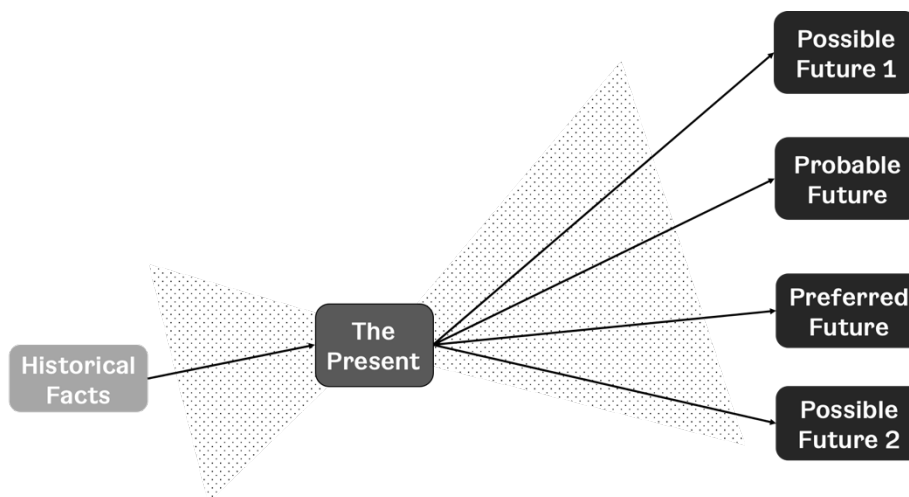 Possible
Future 1
Probable
Future
Preferred
Future
The
Present
Historical
Facts
Possible
Future 2